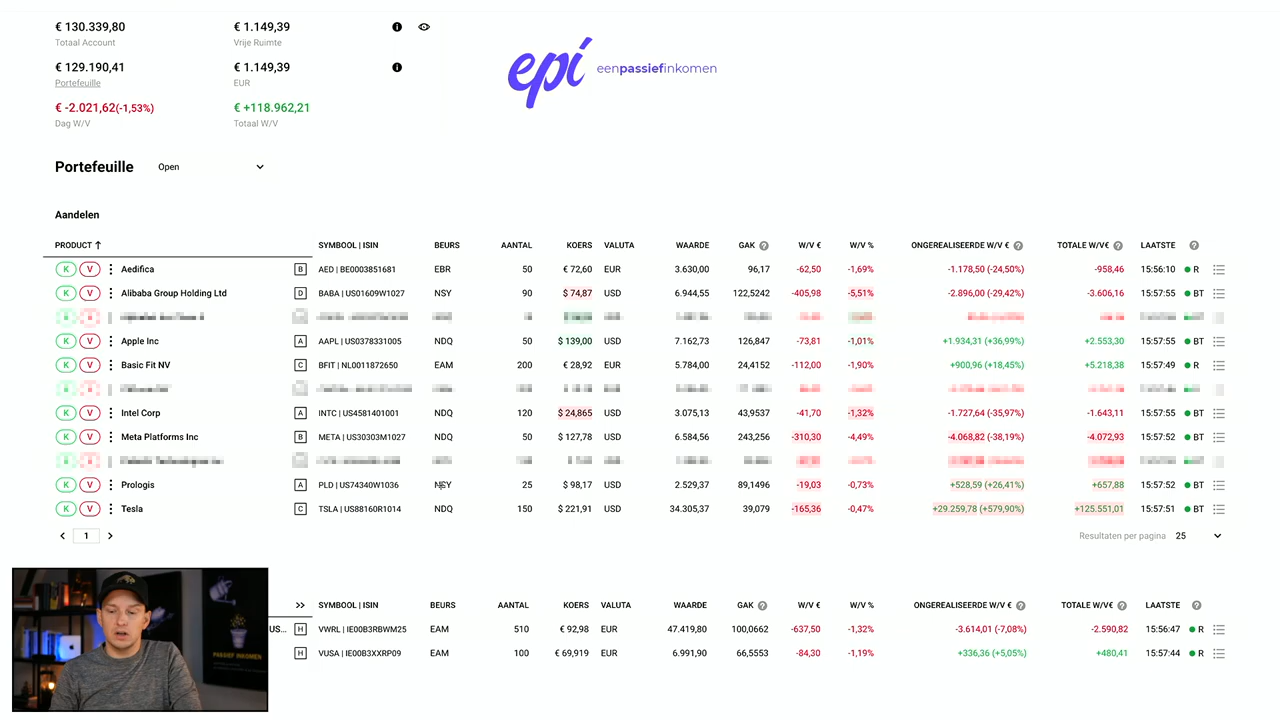 € 130.339,80 € 1.149,39
Totaal Account Vrije Ruimte
€ 129.190,41 € 1.149,39
Portefeuille EUR
€ -2.021,62(-1,53%) € +118.962,21
Dag W/V Totaal W/V
epi eenpassiefinkomen
Portefeuille Open
Aandelen
PRODUCT ↑ SYMBOOL | ISIN BEURS AANTAL KOERS VALUTA WAARDE GAK ? W/V € W/V % ONGEREALISEERDE W/V € ? TOTALE W/V€ ? LAATSTE ?
K V Aedifica B AED | BE0003851681 EBR 50 € 72,60 EUR 3.630,00 96,17 -62,50 -1,69% -1.178,50 (-24,50%) -958,46 15:56:10 R
K V Alibaba Group Holding Ltd D BABA | US01609W1027 NSY 90 $ 74,87 USD 6.944,55 122,5242 -405,98 -5,51% -2.896,00 (-29,42%) -3.606,16 15:57:55 BT
K V Apple Inc A AAPL | US0378331005 NDQ 50 $ 139,00 USD 7.162,73 126,847 -73,81 -1,01% +1.934,31 (+36,99%) +2.553,30 15:57:55 BT
K V Basic Fit NV C BFIT | NL0011872650 EAM 200 € 28,92 EUR 5.784,00 24,4152 -112,00 -1,90% +900,96 (+18,45%) +5.218,38 15:57:49 R
K V Intel Corp A INTC | US4581401001 NDQ 120 $ 24,865 USD 3.075,13 43,9537 -41,70 -1,32% -1.727,64 (-35,97%) -1.643,11 15:57:55 BT
K V Meta Platforms Inc B META | US30303M1027 NDQ 50 $ 127,78 USD 6.584,56 243,256 -310,30 -4,49% -4.068,82 (-38,19%) -4.072,93 15:57:52 BT
K V Prologis A PLD | US74340W1036 NSY 25 $ 98,17 USD 2.529,37 89,1496 -19,03 -0,73% +528,59 (+26,41%) +657,88 15:57:52 BT
K V Tesla C TSLA | US88160R1014 NDQ 150 $ 221,91 USD 34.305,37 39,079 -165,36 -0,47% +29.259,78 (+579,90%) +125.551,01 15:57:51 BT
< 1 > Resultaten per pagina 25
>> SYMBOOL | ISIN BEURS AANTAL KOERS VALUTA WAARDE GAK ? W/V € W/V % ONGEREALISEERDE W/V € ? TOTALE W/V€ ? LAATSTE ?
US... H VWRL | IE00B3RBWM25 EAM 510 € 92,98 EUR 47.419,80 100,0662 -637,50 -1,32% -3.614,01 (-7,08%) -2.590,82 15:56:47 R
H VUSA | IE00B3XXRP09 EAM 100 € 69,919 EUR 6.991,90 66,5553 -84,30 -1,19% +336,36 (+5,05%) +480,41 15:57:44 R
PASSIEF INKOMEN